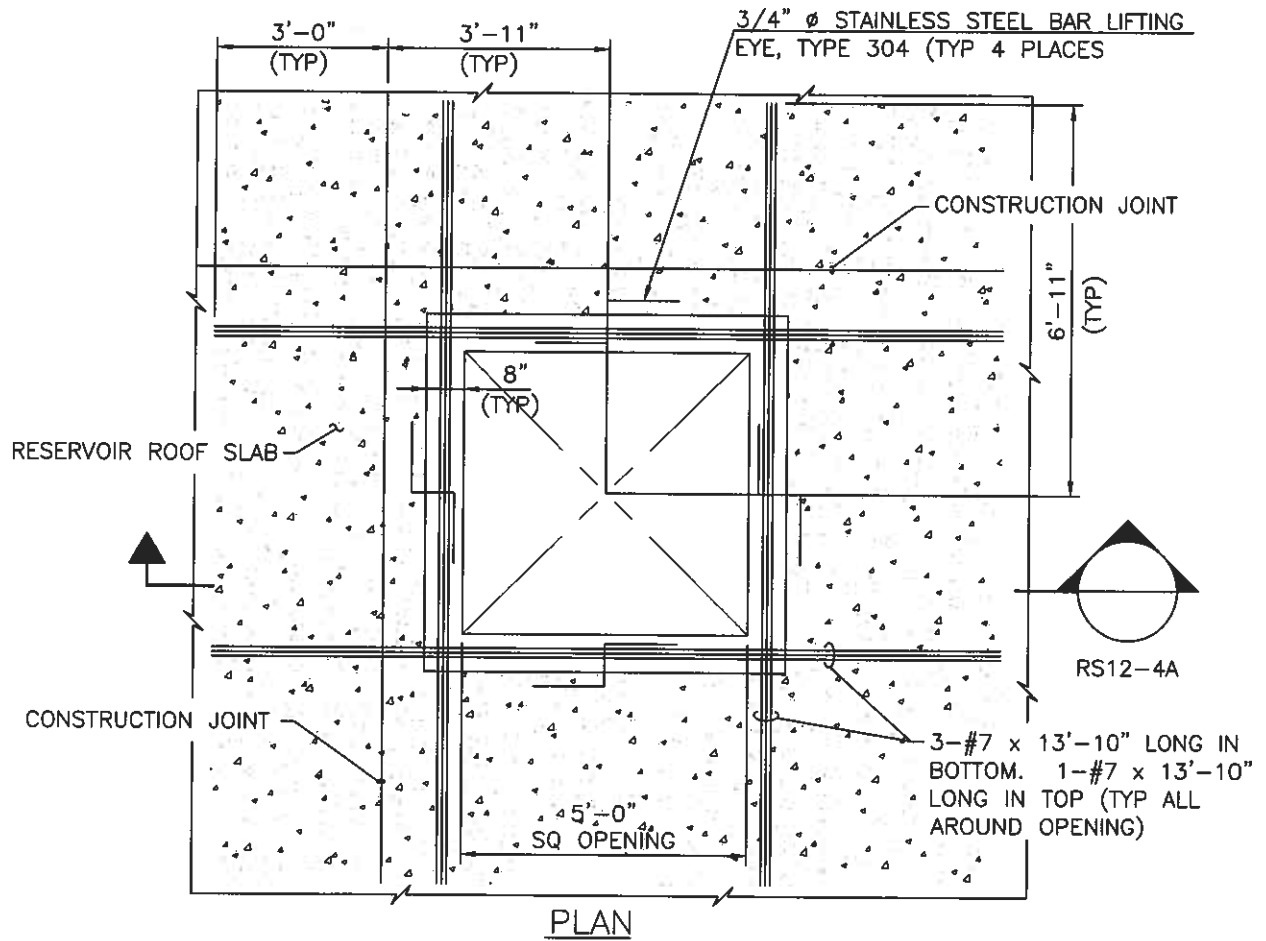 3'-0"
(TYP)
3'-11"
(TYP)
3/4" ø STAINLESS STEEL BAR LIFTING
EYE, TYPE 304 (TYP 4 PLACES
CONSTRUCTION JOINT
6'-11"
(TYP)
8"
(TYP)
RESERVOIR ROOF SLAB
RS12-4A
CONSTRUCTION JOINT
3-#7 x 13'-10" LONG IN
BOTTOM. 1-#7 x 13'-10"
LONG IN TOP (TYP ALL
AROUND OPENING)
5'-0"
SQ OPENING
PLAN